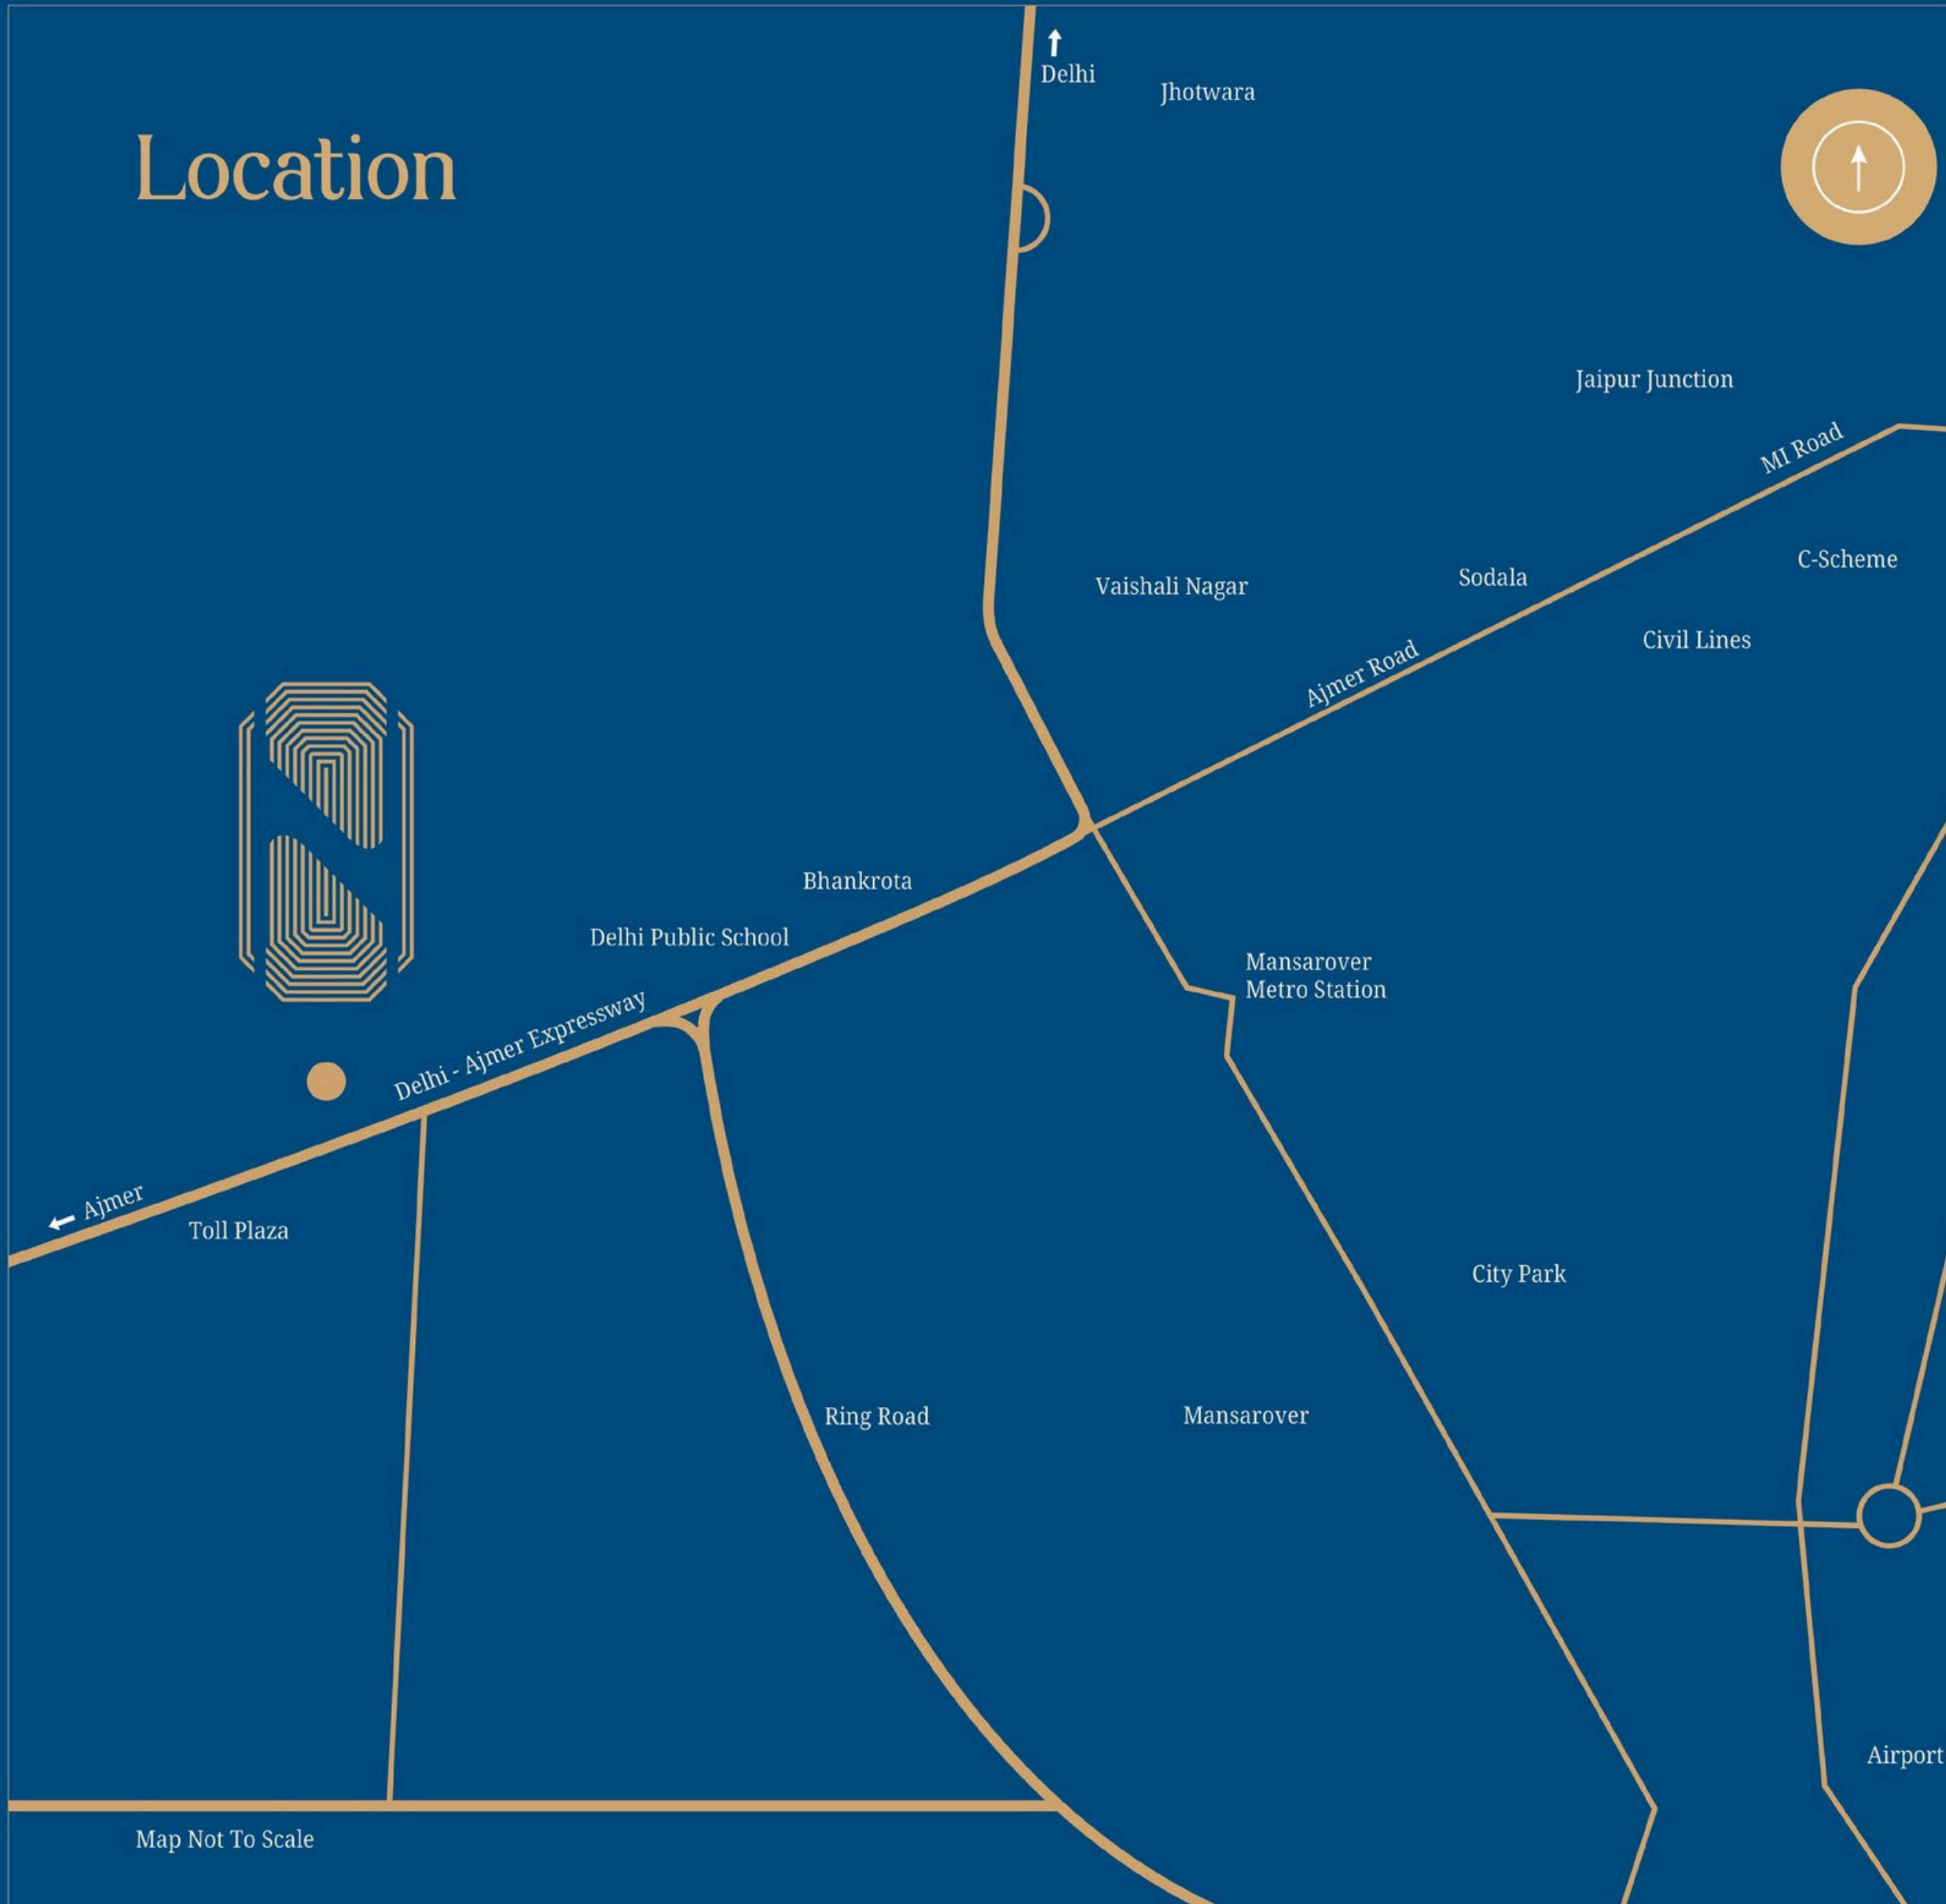 Delhi
Jhotwara
Location
Jaipur Junction
MI Road
C-Scheme
Sodala
Vaishali Nagar
Civil Lines
Ajmer Road
Bhankrota
Delhi Public School
Mansarover
Metro Station
Delhi - Ajmer Expressway
Ajmer
Toll Plaza
City Park
Ring Road
Mansarover
Airport
Map Not To Scale